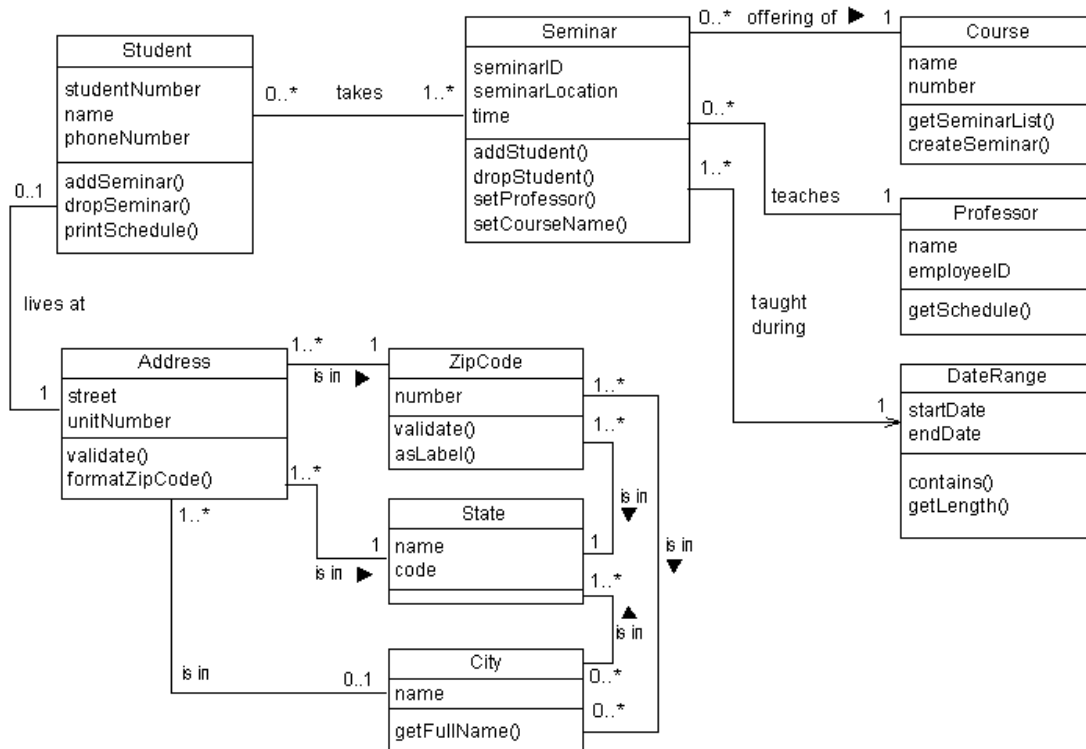 Student
studentNumber
name
phoneNumber
addSeminar()
dropSeminar()
printSchedule()
0..*
takes
1..*
Seminar
seminarID
seminarLocation
time
addStudent()
dropStudent()
setProfessor()
setCourseName()
0..*
offering of
1
Course
name
number
getSeminarList()
createSeminar()
0..*
teaches
1
Professor
name
employeeID
getSchedule()
1..*
taught
during
1
DateRange
startDate
endDate
contains()
getLength()
0..1
lives at
1
Address
street
unitNumber
validate()
formatZipCode()
1..*
is in
1
ZipCode
number
validate()
asLabel()
1..*
is in
1
State
name
code
1..*
is in
0..1
City
name
getFullName()
1..*
is in
1
1..*
is in
0..*
1..*
is in
0..*